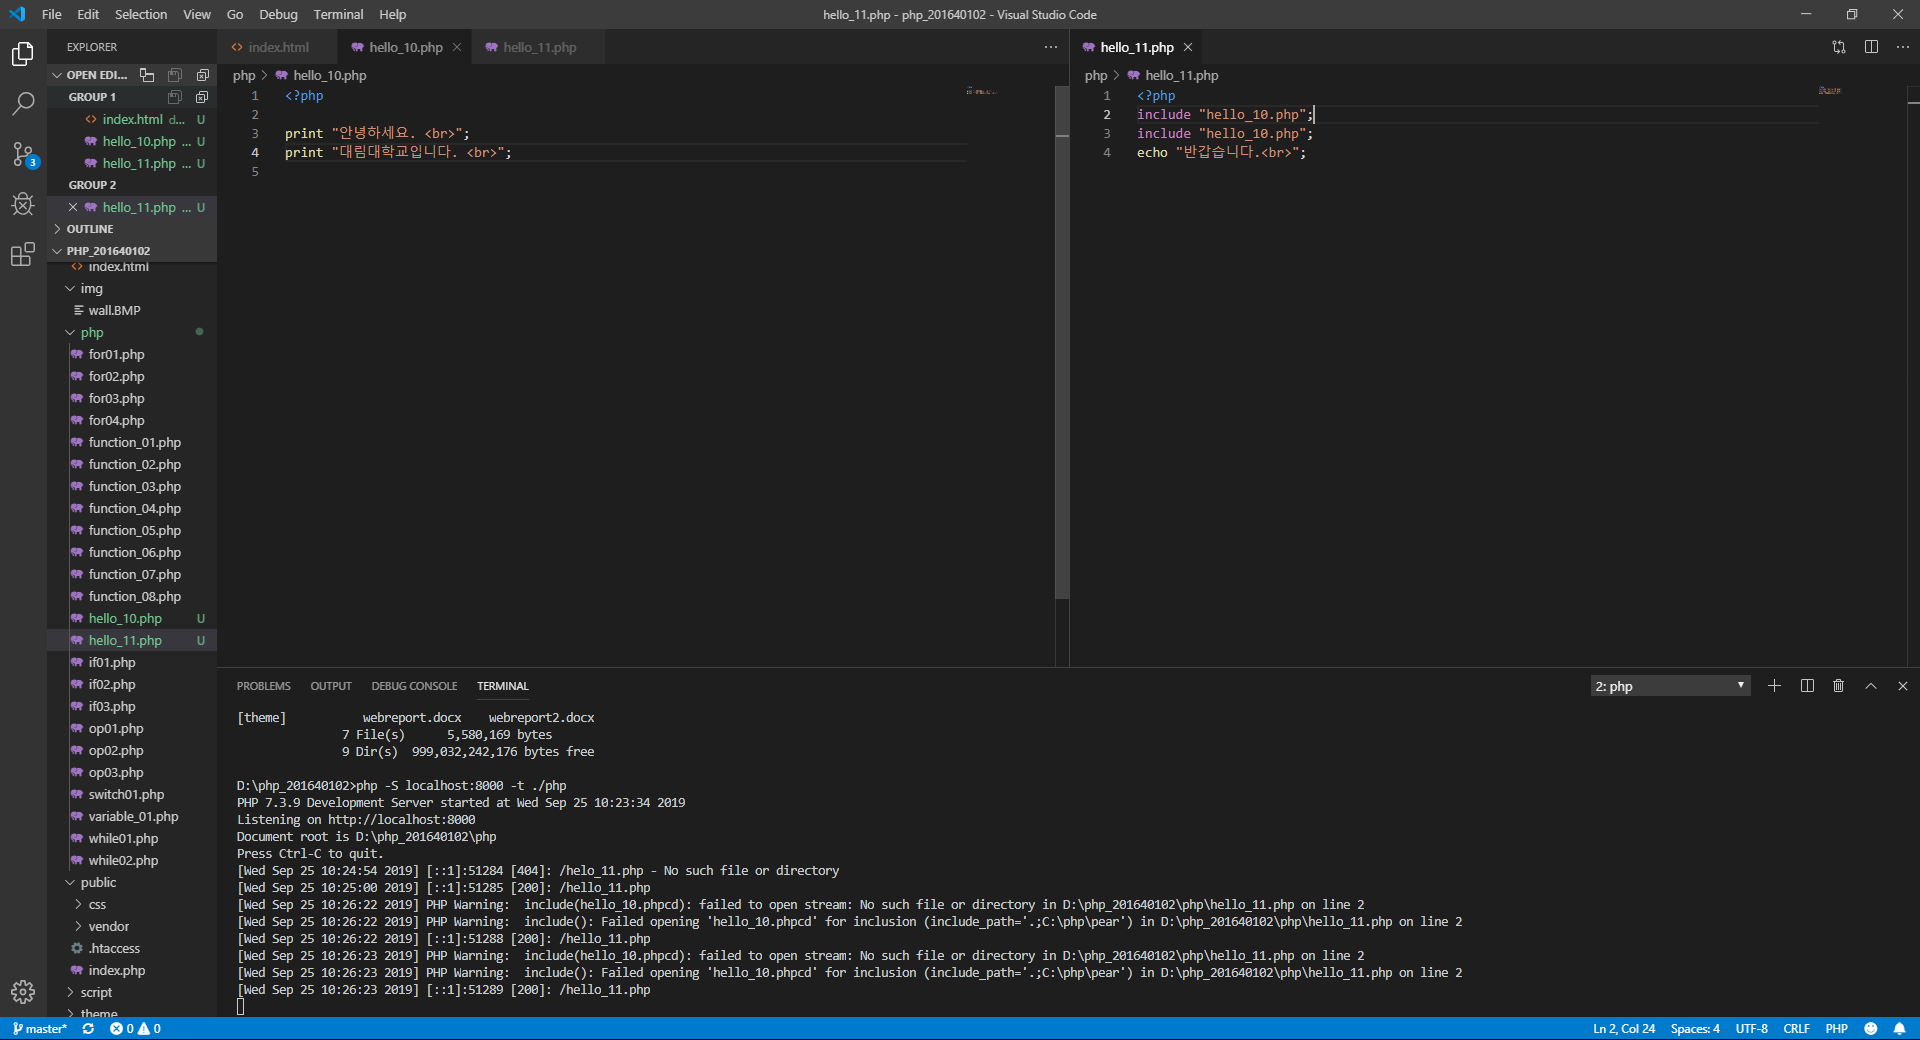 File Edit Selection View Go Debug Terminal Help
hello_11.php - php_201640102 - Visual Studio Code
EXPLORER
OPEN EDI...
GROUP 1
index.html d... U
hello_10.php ... U
hello_11.php ... U
GROUP 2
hello_11.php ... U
OUTLINE
PHP_201640102
index.html
img
wall.BMP
php
for01.php
for02.php
for03.php
for04.php
function_01.php
function_02.php
function_03.php
function_04.php
function_05.php
function_06.php
function_07.php
function_08.php
hello_10.php U
hello_11.php U
if01.php
if02.php
if03.php
op01.php
op02.php
op03.php
switch01.php
variable_01.php
while01.php
while02.php
public
css
vendor
.htaccess
index.php
script
theme
3
index.html hello_10.php hello_11.php
php > hello_10.php
1 <?php
2
3 print "안녕하세요. <br>";
4 print "대림대학교입니다. <br>";
5
hello_11.php
php > hello_11.php
1 <?php
2 include "hello_10.php";
3 include "hello_10.php";
4 echo "반갑습니다.<br>";
PROBLEMS OUTPUT DEBUG CONSOLE TERMINAL
2: php
[theme] webreport.docx webreport2.docx
7 File(s) 5,580,169 bytes
9 Dir(s) 999,032,242,176 bytes free
D:\php_201640102>php -S localhost:8000 -t ./php
PHP 7.3.9 Development Server started at Wed Sep 25 10:23:34 2019
Listening on http://localhost:8000
Document root is D:\php_201640102\php
Press Ctrl-C to quit.
[Wed Sep 25 10:24:54 2019] [::1]:51284 [404]: /helo_11.php - No such file or directory
[Wed Sep 25 10:25:00 2019] [::1]:51285 [200]: /hello_11.php
[Wed Sep 25 10:26:22 2019] PHP Warning:  include(hello_10.phpcd): failed to open stream: No such file or directory in D:\php_201640102\php\hello_11.php on line 2
[Wed Sep 25 10:26:22 2019] PHP Warning:  include(): Failed opening 'hello_10.phpcd' for inclusion (include_path='.;C:\php\pear') in D:\php_201640102\php\hello_11.php on line 2
[Wed Sep 25 10:26:22 2019] [::1]:51288 [200]: /hello_11.php
[Wed Sep 25 10:26:23 2019] PHP Warning:  include(hello_10.phpcd): failed to open stream: No such file or directory in D:\php_201640102\php\hello_11.php on line 2
[Wed Sep 25 10:26:23 2019] PHP Warning:  include(): Failed opening 'hello_10.phpcd' for inclusion (include_path='.;C:\php\pear') in D:\php_201640102\php\hello_11.php on line 2
[Wed Sep 25 10:26:23 2019] [::1]:51289 [200]: /hello_11.php
master* 0 0
Ln 2, Col 24 Spaces: 4 UTF-8 CRLF PHP